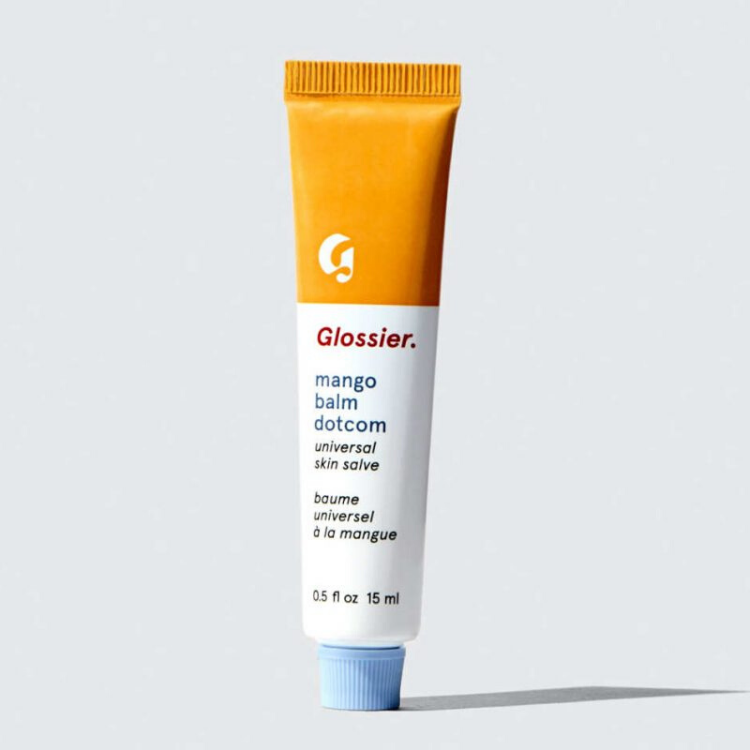 G
Glossier.
mango
balm
dotcom
universal
skin salve
baume
universel
à la mangue
0.5 fl oz 15 ml